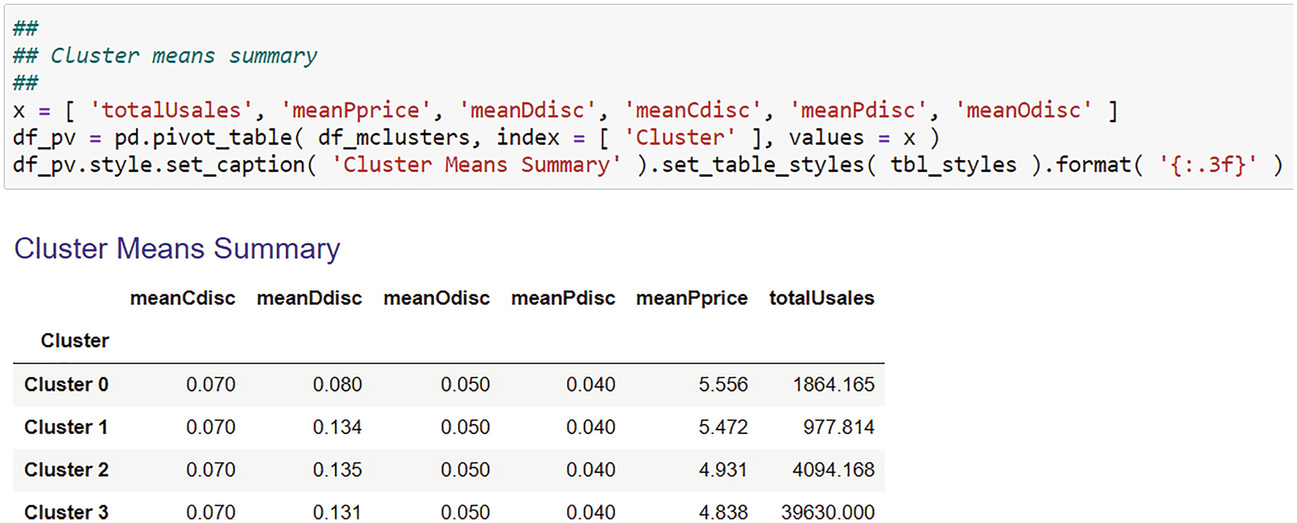 ##
## Cluster means summary
##
x = [ 'totalUsales', 'meanPprice', 'meanDdisc', 'meanCdisc', 'meanPdisc', 'meanOdisc' ]
df_pv = pd.pivot_table( df_mclusters, index = [ 'Cluster' ], values = x )
df_pv.style.set_caption( 'Cluster Means Summary' ).set_table_styles( tbl_styles ).format( '{:.3f}' )
Cluster Means Summary
meanCdisc meanDdisc meanOdisc meanPdisc meanPprice totalUsales
Cluster
Cluster 0 0.070 0.080 0.050 0.040 5.556 1864.165
Cluster 1 0.070 0.134 0.050 0.040 5.472 977.814
Cluster 2 0.070 0.135 0.050 0.040 4.931 4094.168
Cluster 3 0.070 0.131 0.050 0.040 4.838 39630.000